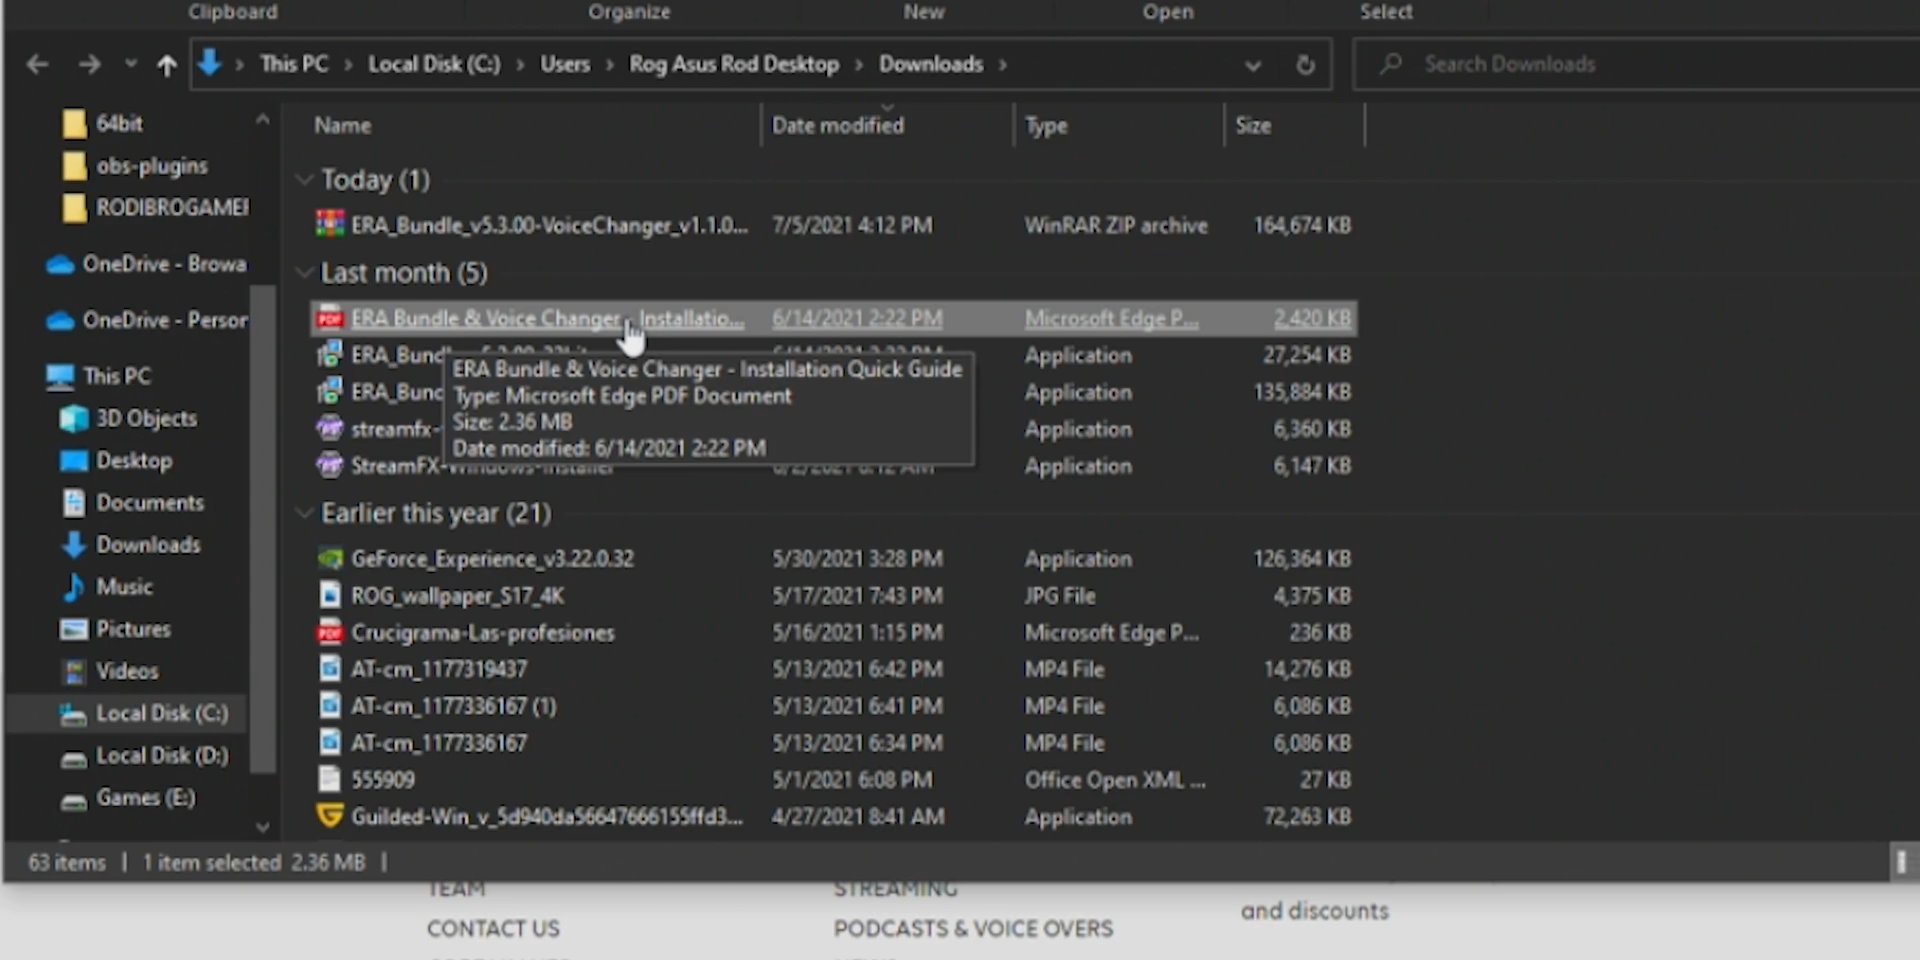 Clipboard Organize New Open Select
This PC Local Disk (C:) Users Rog Asus Rod Desktop Downloads Search Downloads
64bit
obs-plugins
RODIBROGAMER
OneDrive - Browa
OneDrive - Person
This PC
3D Objects
Desktop
Documents
Downloads
Music
Pictures
Videos
Local Disk (C:)
Local Disk (D:)
Games (E:)
Name Date modified Type Size
Today (1)
ERA_Bundle_v5.3.00-VoiceChanger_v1.1.0... 7/5/2021 4:12 PM WinRAR ZIP archive 164,674 KB
Last month (5)
ERA Bundle & Voice Changer - Installatio... 6/14/2021 2:22 PM Microsoft Edge P... 2,420 KB
Application 27,254 KB
ERA_Bund Application 135,884 KB
streamfx- Application 6,360 KB
StreamFX-Windows-Installer Application 6,147 KB
ERA Bundle & Voice Changer - Installation Quick Guide
Type: Microsoft Edge PDF Document
Size: 2.36 MB
Date modified: 6/14/2021 2:22 PM
Earlier this year (21)
GeForce_Experience_v3.22.0.32 5/30/2021 3:28 PM Application 126,364 KB
ROG_wallpaper_S17_4K 5/17/2021 7:43 PM JPG File 4,375 KB
Crucigrama-Las-profesiones 5/16/2021 1:15 PM Microsoft Edge P... 236 KB
AT-cm_1177319437 5/13/2021 6:42 PM MP4 File 14,276 KB
AT-cm_1177336167 (1) 5/13/2021 6:41 PM MP4 File 6,086 KB
AT-cm_1177336167 5/13/2021 6:34 PM MP4 File 6,086 KB
555909 5/1/2021 6:08 PM Office Open XML ... 27 KB
Guilded-Win_v_5d940da56647666155ffd3... 4/27/2021 8:41 AM Application 72,263 KB
63 items 1 item selected 2.36 MB
TEAM STREAMING
and discounts
CONTACT US PODCASTS & VOICE OVERS